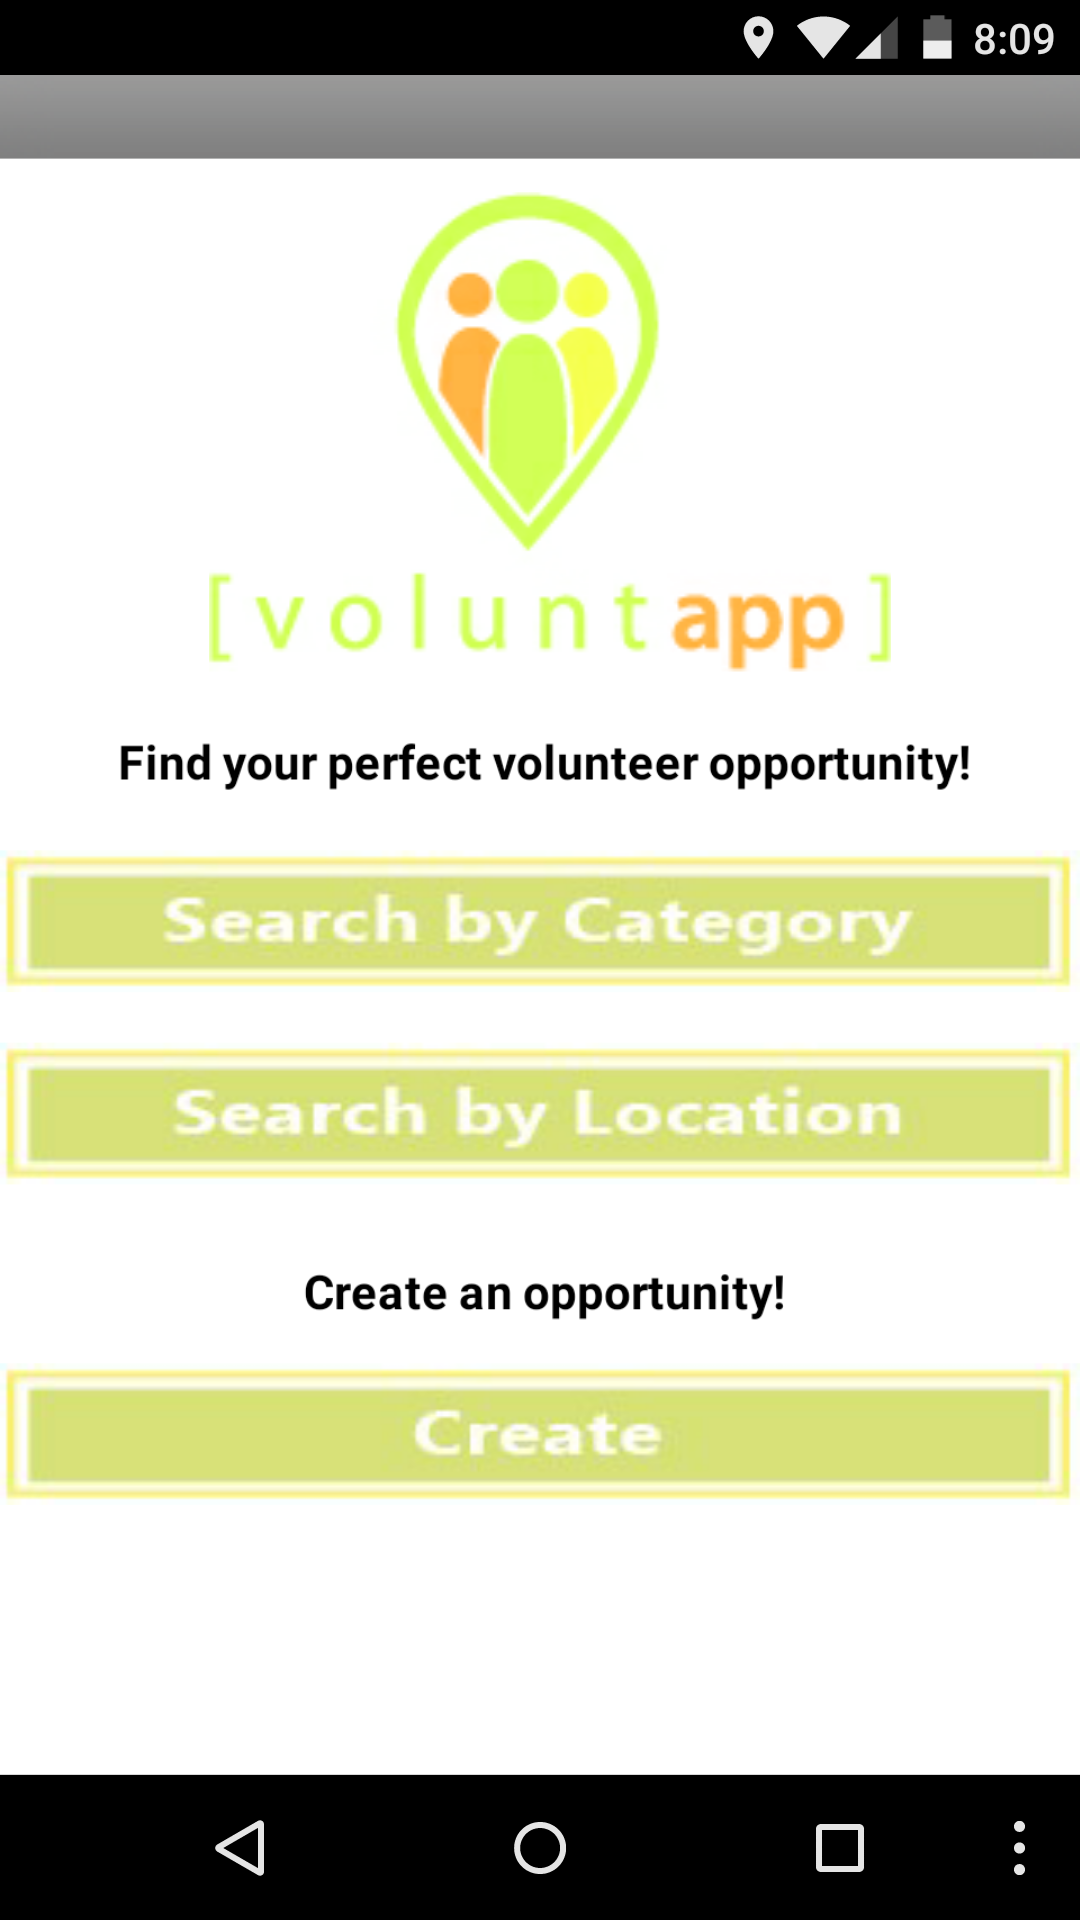 8:09
[voluntapp]
Find your perfect volunteer opportunity!
Search by Category
Search by Location
Create an opportunity!
Create